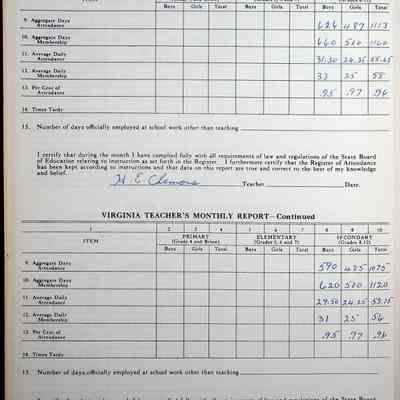 Boys Girls Total Boys Girls Total Boys Girls Total
9. Aggregate Days Attendance 626 487 1113
10. Aggregate Days Membership 660 500 1160
11. Average Daily Attendance 31.30 24.35 55.65
12. Average Daily Membership 33 25 58
13. Per Cent of Attendance .95 .97 .96
14. Times Tardy
15. Number of days officially employed at school work other than teaching
I certify that during the month I have complied fully with all requirements of law and regulations of the State Board
of Education relating to instruction as set forth in the Register. I furthermore certify that the Register of Attendance
has been kept according to instructions and that data on this report are true and correct to the best of my knowledge
and belief.
H. E. Clemons Teacher Date.
VIRGINIA TEACHER'S MONTHLY REPORT—Continued
1 2 3 4 5 6 7 8 9 10
ITEM PRIMARY (Grade 4 and Below) ELEMENTARY (Grades 5, 6 and 7) SECONDARY (Grades 8-12)
Boys Girls Total Boys Girls Total Boys Girls Total
9. Aggregate Days Attendance 590 485 1075
10. Aggregate Days Membership 620 500 1120
11. Average Daily Attendance 29.50 24.25 53.75
12. Average Daily Membership 31 25 56
13. Per Cent of Attendance .95 .97 .96
14. Times Tardy
15. Number of days officially employed at school work other than teaching